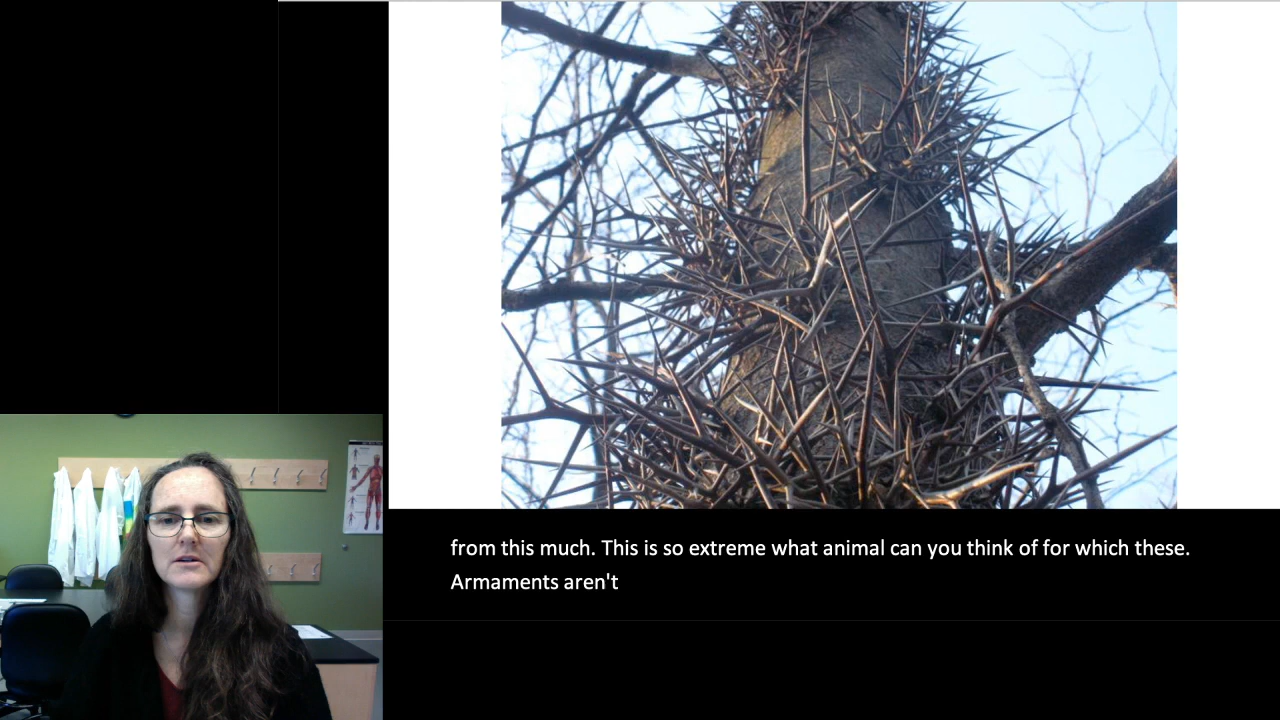 from this much. This is so extreme what animal can you think of for which these.
Armaments aren't